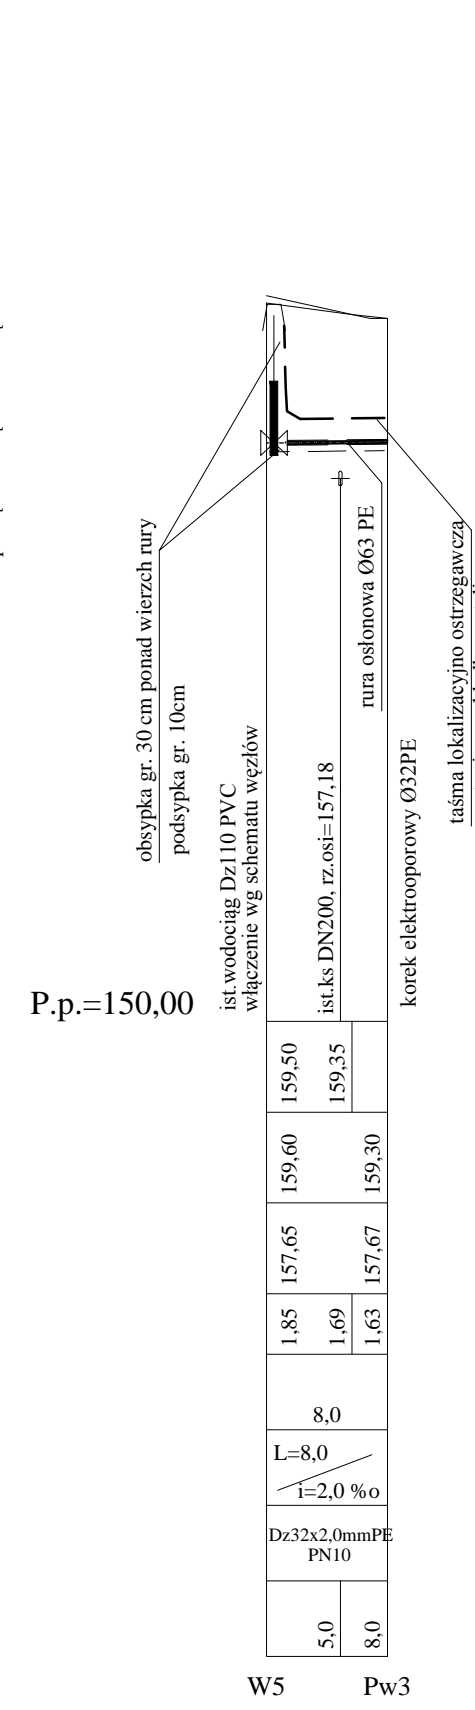 obsypka gr. 30 cm ponad wierzch rury
podsypka gr. 10cm
ist.wodociąg Dz110 PVC
włączenie wg schematu węzłów
ist.ks DN200, rz.osi=157,18
rura osłonowa Ø63 PE
korek elektrooporowy Ø32PE
taśma lokalizacyjno ostrzegawcza
P.p.=150,00
159,50 159,35
159,60 159,30
157,65 157,67
1,85 1,69 1,63
8,0
L=8,0
i=2,0 %o
Dz32x2,0mmPE
PN10
5,0 8,0
W5 Pw3